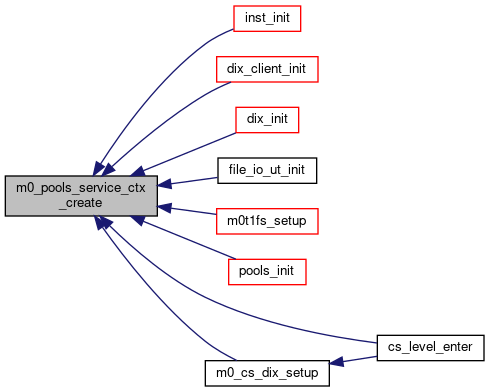 inst_init
dix_client_init
dix_init
file_io_ut_init
m0_pools_service_ctx
_create
m0t1fs_setup
pools_init
cs_level_enter
m0_cs_dix_setup